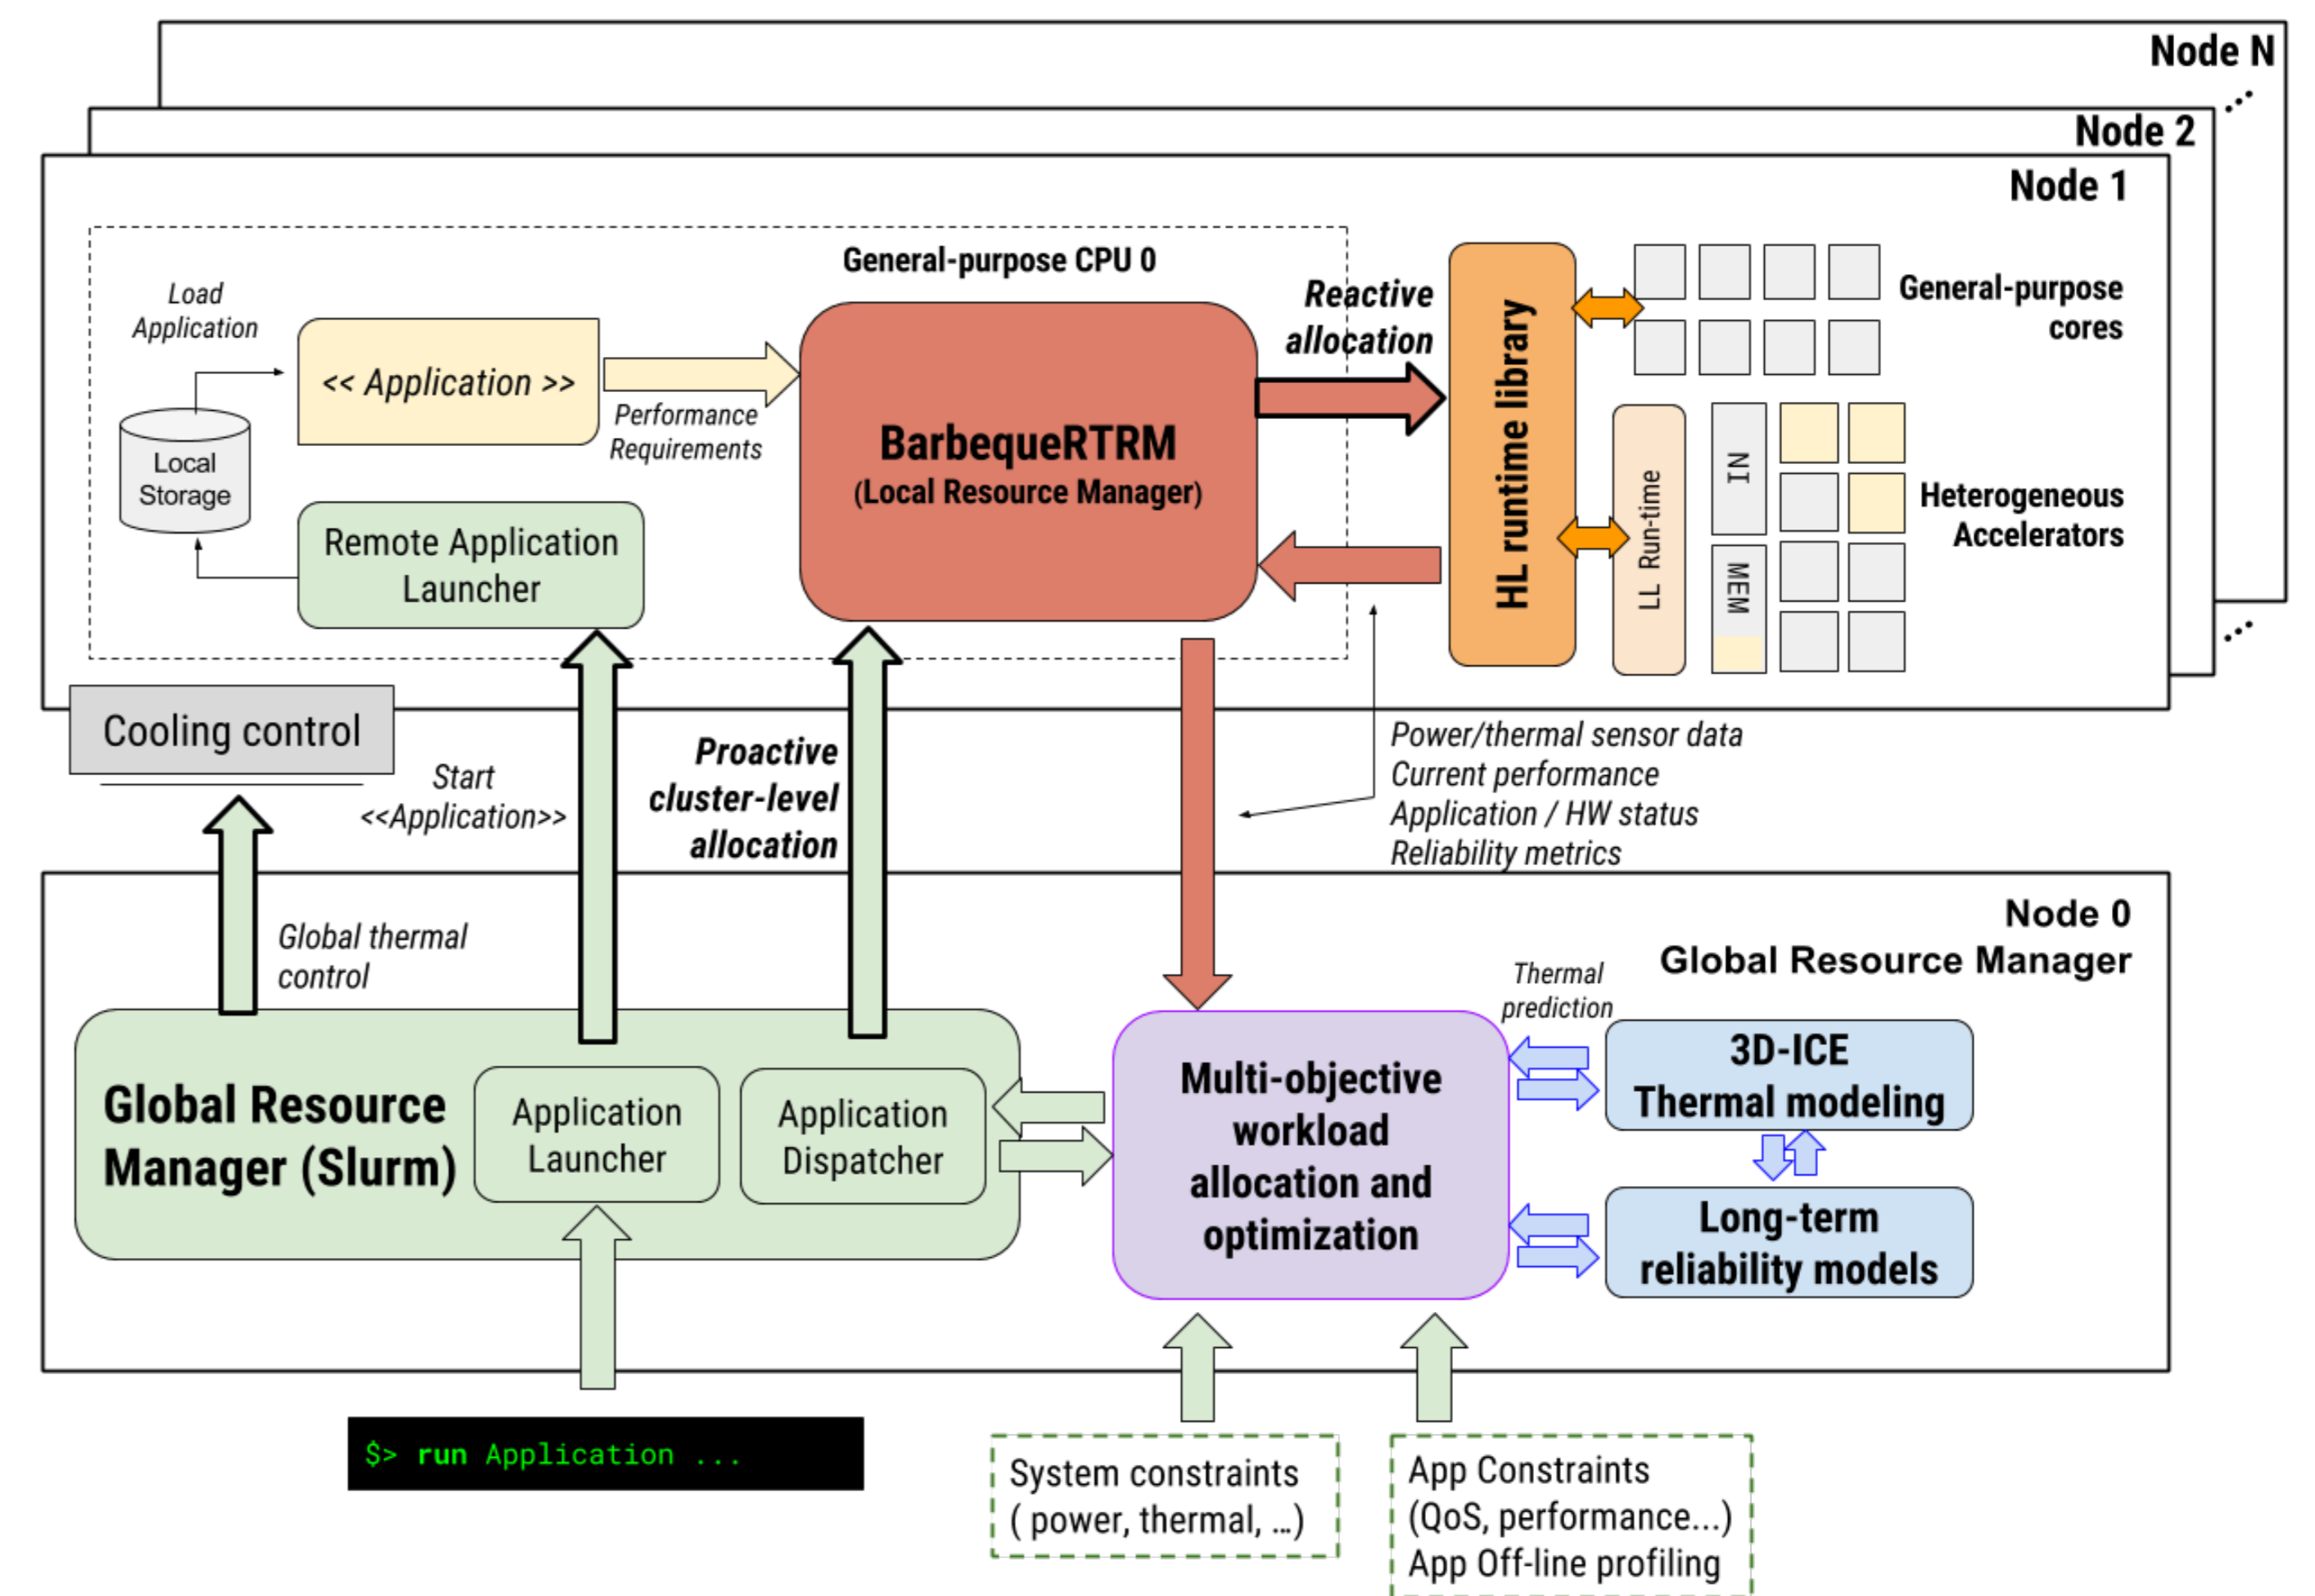 Node N
Node 2
Node 1
General-purpose CPU 0
Load
Application
<< Application >>
Performance
Requirements
Local
Storage
Remote Application
Launcher
BarbequeRTRM
(Local Resource Manager)
Reactive
allocation
HL runtime library
General-purpose
cores
LL Run-time
NI
MEM
Heterogeneous
Accelerators
Cooling control
Start
<<Application>>
Proactive
cluster-level
allocation
Power/thermal sensor data
Current performance
Application / HW status
Reliability metrics
Node 0
Global Resource Manager
Global thermal
control
Global Resource
Manager (Slurm)
Application
Launcher
Application
Dispatcher
Multi-objective
workload
allocation and
optimization
Thermal
prediction
3D-ICE
Thermal modeling
Long-term
reliability models
$> run Application ...
System constraints
( power, thermal, ...)
App Constraints
(QoS, performance...)
App Off-line profiling